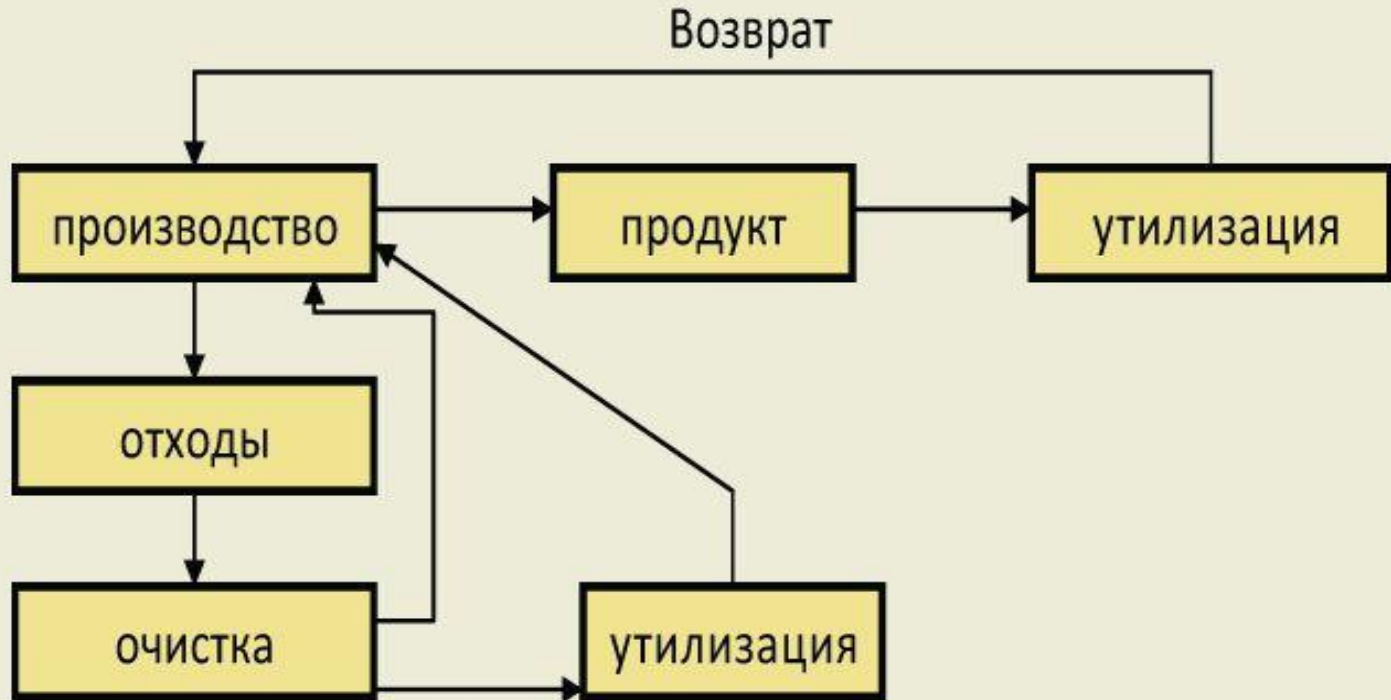 Возврат
производство
продукт
утилизация
отходы
очистка
утилизация